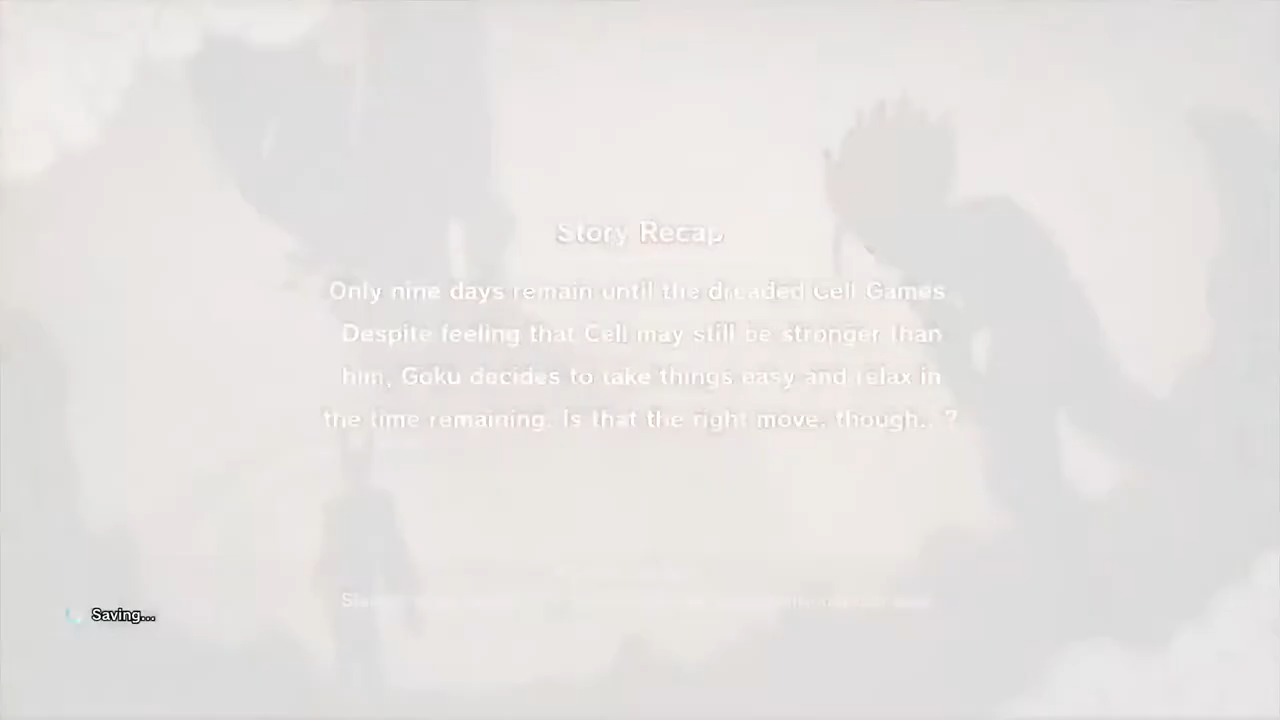 Story Recap
Only nine days remain until the dreaded Cell Games.
Despite feeling that Cell may still be stronger than
him, Goku decides to take things easy and relax in
the time remaining. Is that the right move, though...?
Saving...